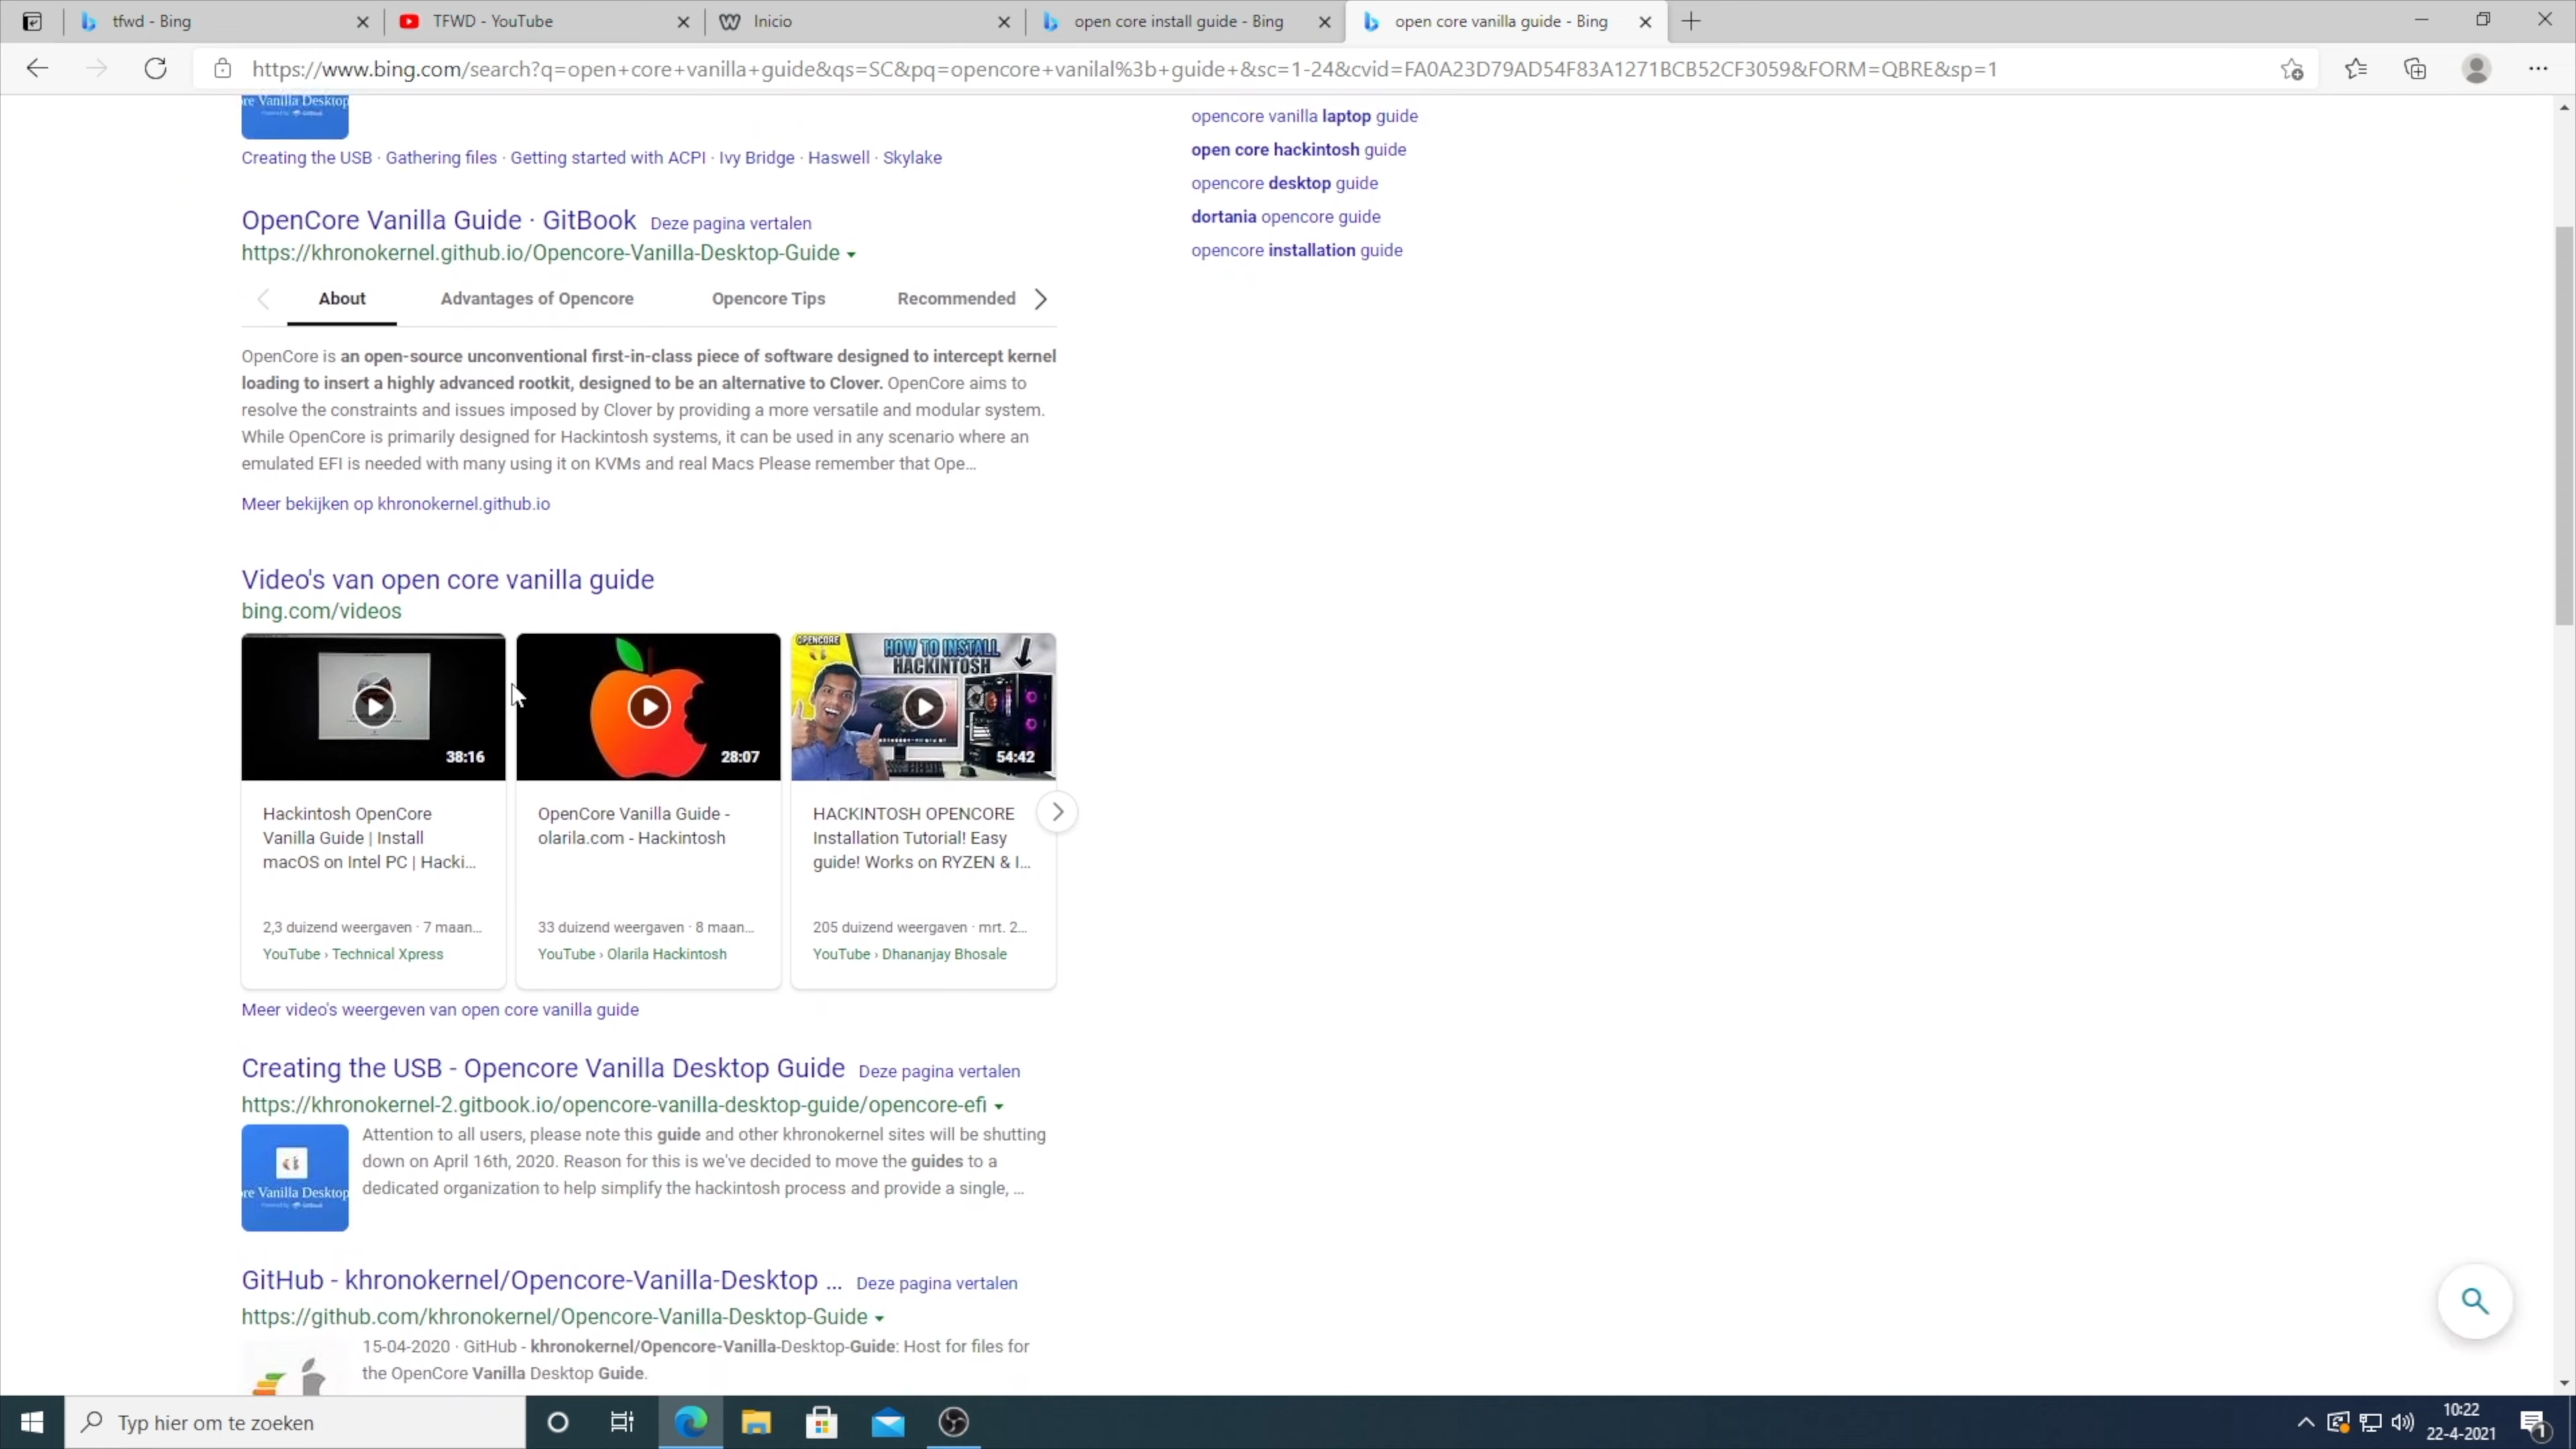 tfwd - Bing
TFWD - YouTube
Inicio
open core install guide - Bing
open core vanilla guide - Bing
https://www.bing.com/search?q=open+core+vanilla+guide&qs=SC&pq=opencore+vanilal%3b+guide+&sc=1-24&cvid=FA0A23D79AD54F83A1271BCB52CF3059&FORM=QBRE&sp=1
re Vanilla Desktop
Creating the USB · Gathering files · Getting started with ACPI · Ivy Bridge · Haswell · Skylake
OpenCore Vanilla Guide · GitBook Deze pagina vertalen
https://khronokernel.github.io/Opencore-Vanilla-Desktop-Guide
About Advantages of Opencore Opencore Tips Recommended
OpenCore is an open-source unconventional first-in-class piece of software designed to intercept kernel
loading to insert a highly advanced rootkit, designed to be an alternative to Clover. OpenCore aims to
resolve the constraints and issues imposed by Clover by providing a more versatile and modular system.
While OpenCore is primarily designed for Hackintosh systems, it can be used in any scenario where an
emulated EFI is needed with many using it on KVMs and real Macs Please remember that Ope...
Meer bekijken op khronokernel.github.io
opencore vanilla laptop guide
open core hackintosh guide
opencore desktop guide
dortania opencore guide
opencore installation guide
Video's van open core vanilla guide
bing.com/videos
38:16
28:07
OPENCORE
HOW TO INSTALL
HACKINTOSH
54:42
Hackintosh OpenCore
Vanilla Guide | Install
macOS on Intel PC | Hacki...
2,3 duizend weergaven · 7 maan...
YouTube › Technical Xpress
OpenCore Vanilla Guide -
olarila.com - Hackintosh
33 duizend weergaven · 8 maan...
YouTube › Olarila Hackintosh
HACKINTOSH OPENCORE
Installation Tutorial! Easy
guide! Works on RYZEN & I...
205 duizend weergaven · mrt. 2...
YouTube › Dhananjay Bhosale
Meer video's weergeven van open core vanilla guide
Creating the USB - Opencore Vanilla Desktop Guide Deze pagina vertalen
https://khronokernel-2.gitbook.io/opencore-vanilla-desktop-guide/opencore-efi
re Vanilla Desktop
Attention to all users, please note this guide and other khronokernel sites will be shutting
down on April 16th, 2020. Reason for this is we've decided to move the guides to a
dedicated organization to help simplify the hackintosh process and provide a single, ...
GitHub - khronokernel/Opencore-Vanilla-Desktop ... Deze pagina vertalen
https://github.com/khronokernel/Opencore-Vanilla-Desktop-Guide
15-04-2020 · GitHub - khronokernel/Opencore-Vanilla-Desktop-Guide: Host for files for
the OpenCore Vanilla Desktop Guide.
Typ hier om te zoeken
10:22
22-4-2021
1